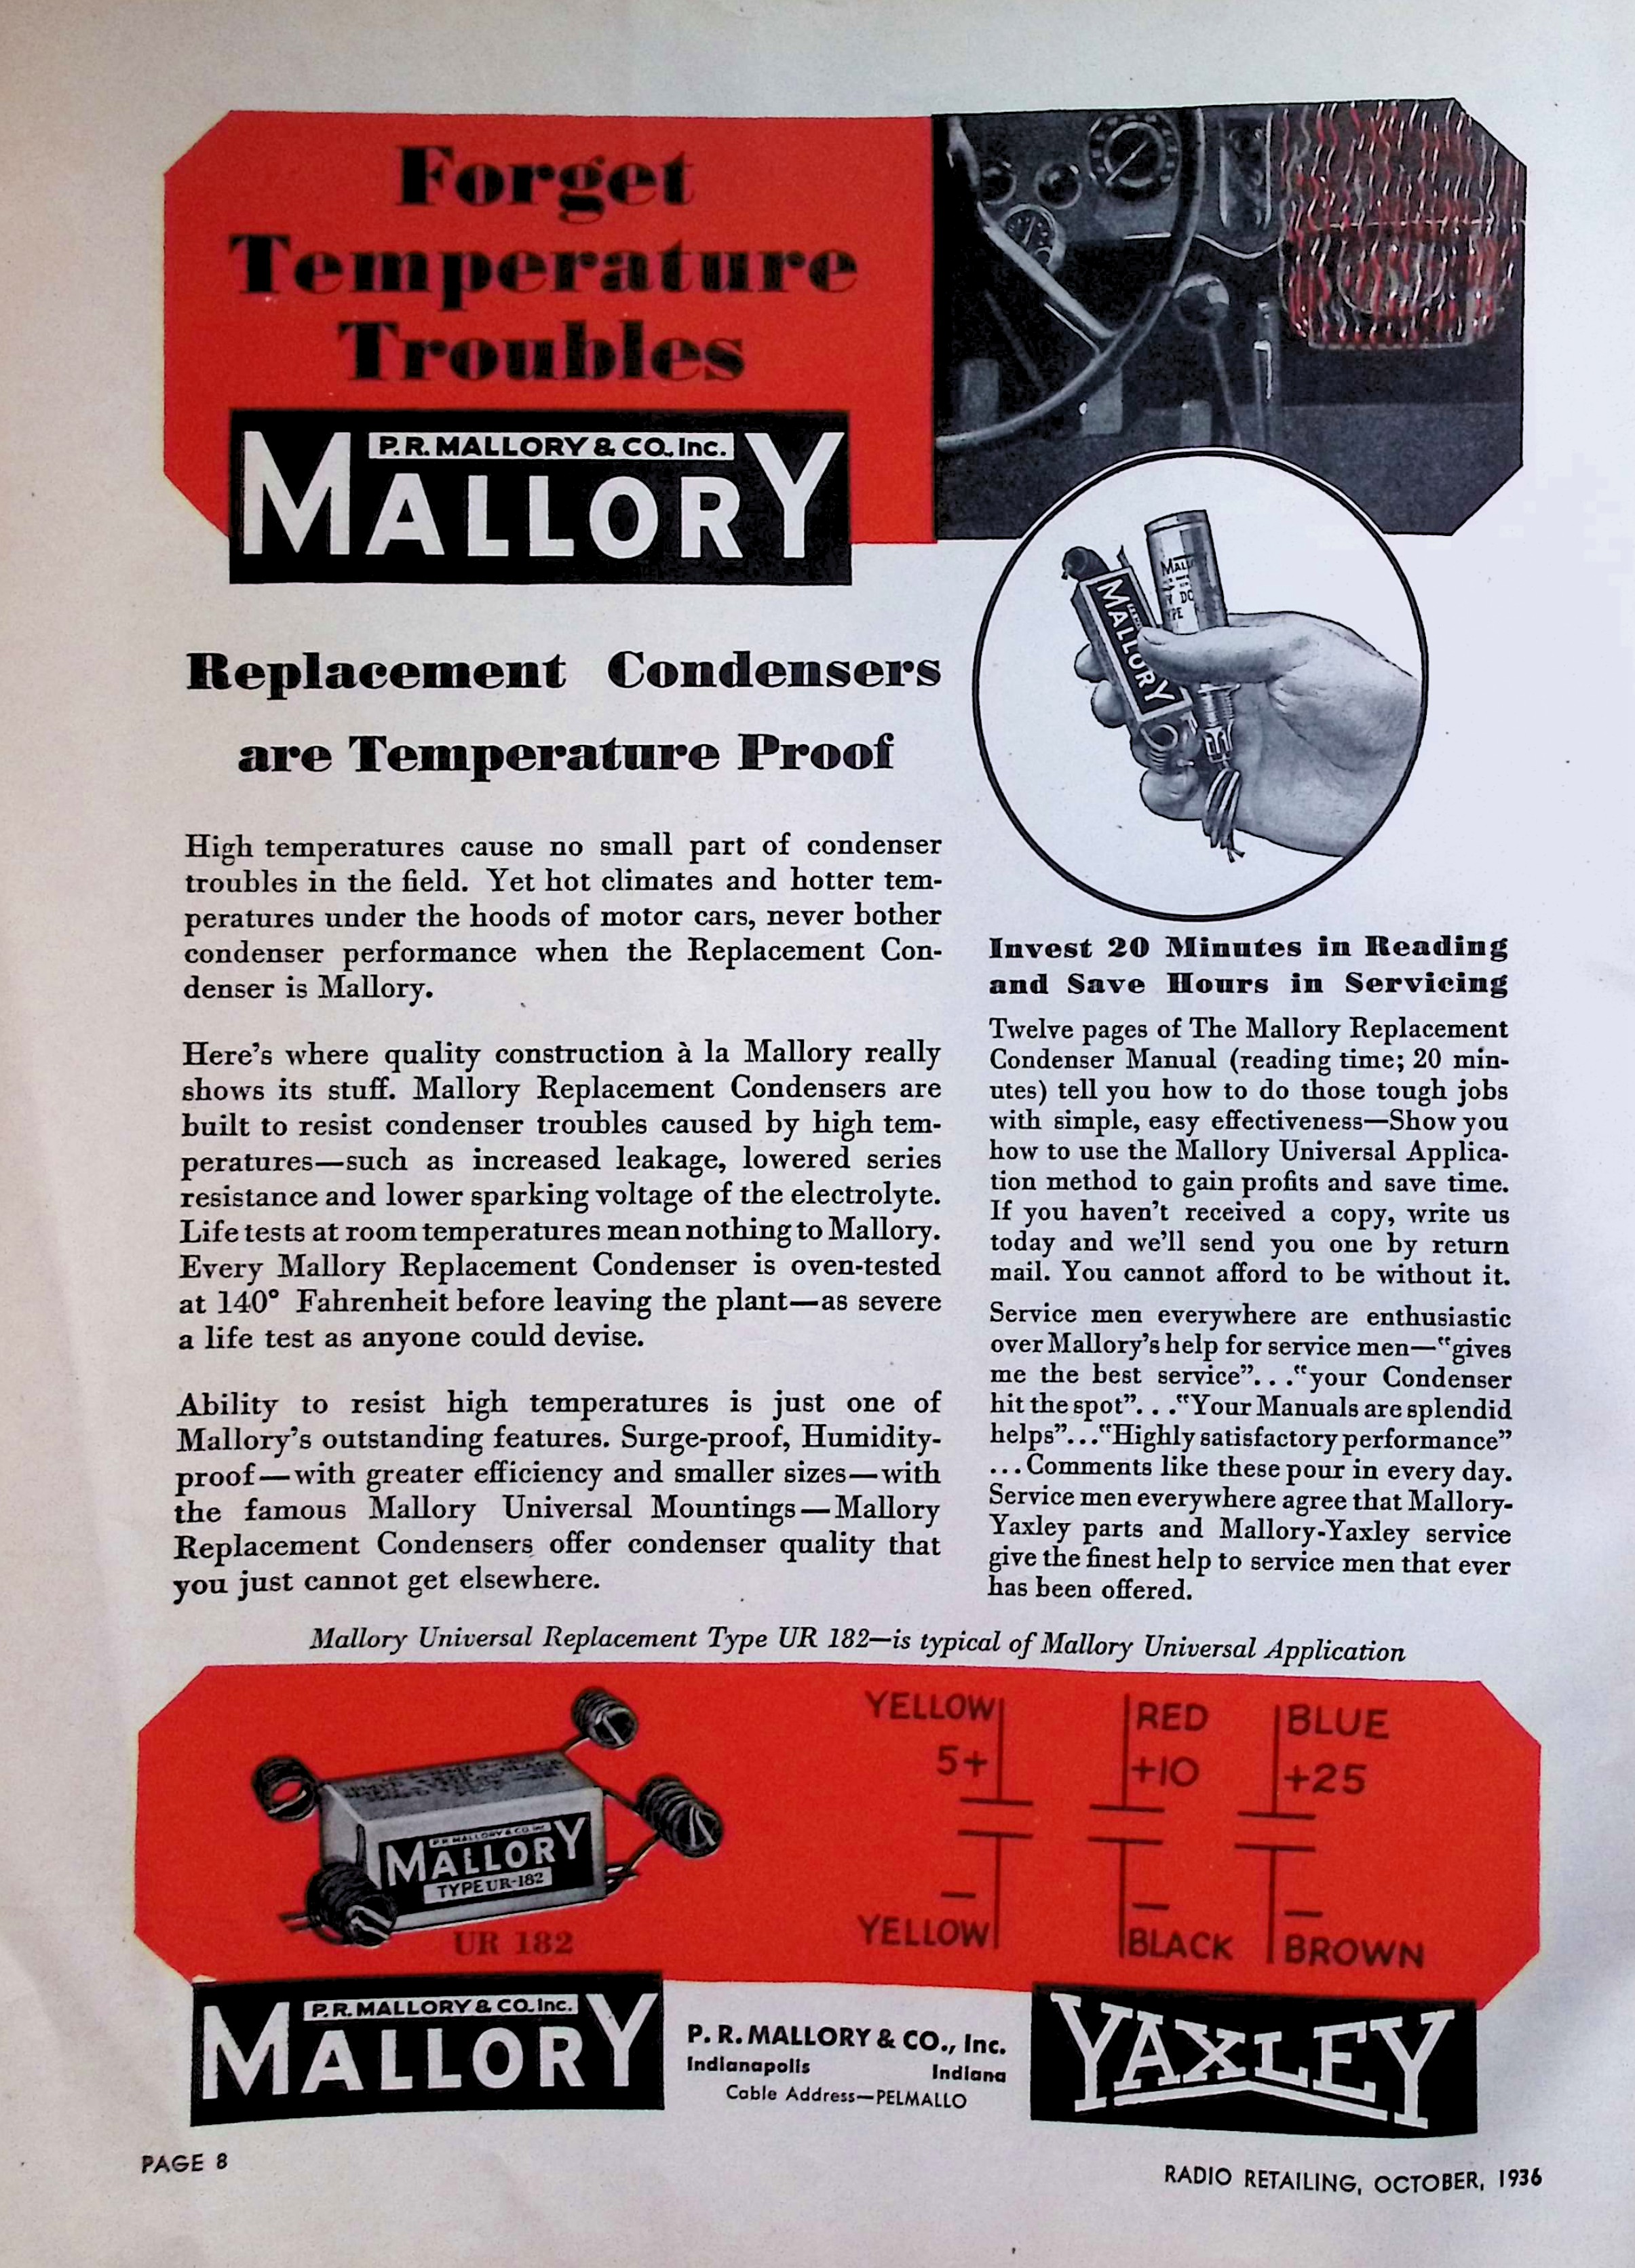 Forget
Temperature
Troubles
P.R. MALLORY & CO. Inc.
MALLORY
Replacement Condensers
are Temperature Proof
High temperatures cause no small part of condenser
troubles in the field. Yet hot climates and hotter tem-
peratures under the hoods of motor cars, never bother
condenser performance when the Replacement Con-
denser is Mallory.
Here's where quality construction à la Mallory really
shows its stuff. Mallory Replacement Condensers are
built to resist condenser troubles caused by high tem-
peratures—such as increased leakage, lowered series
resistance and lower sparking voltage of the electrolyte.
Life tests at room temperatures mean nothing to Mallory.
Every Mallory Replacement Condenser is oven-tested
at 140° Fahrenheit before leaving the plant—as severe
a life test as anyone could devise.
Ability to resist high temperatures is just one of
Mallory's outstanding features. Surge-proof, Humidity-
proof—with greater efficiency and smaller sizes—with
the famous Mallory Universal Mountings—Mallory
Replacement Condensers offer condenser quality that
you just cannot get elsewhere.
MALLORY
Invest 20 Minutes in Reading
and Save Hours in Servicing
Twelve pages of The Mallory Replacement
Condenser Manual (reading time; 20 min-
utes) tell you how to do those tough jobs
with simple, easy effectiveness—Show you
how to use the Mallory Universal Applica-
tion method to gain profits and save time.
If you haven't received a copy, write us
today and we'll send you one by return
mail. You cannot afford to be without it.
Service men everywhere are enthusiastic
over Mallory's help for service men—"gives
me the best service"..."your Condenser
hit the spot"..."Your Manuals are splendid
helps"..."Highly satisfactory performance"
...Comments like these pour in every day.
Service men everywhere agree that Mallory-
Yaxley parts and Mallory-Yaxley service
give the finest help to service men that ever
has been offered.
Mallory Universal Replacement Type UR 182—is typical of Mallory Universal Application
P.R. MALLORY & CO. Inc.
MALLORY
TYPE UR-182
UR 182
YELLOW RED BLUE
5+ +10 +25
— — —
YELLOW BLACK BROWN
P.R. MALLORY & CO. Inc.
MALLORY
P. R. MALLORY & CO., Inc.
Indianapolis Indiana
Cable Address—PELMALLO
YAXLEY
PAGE 8
RADIO RETAILING, OCTOBER, 1936